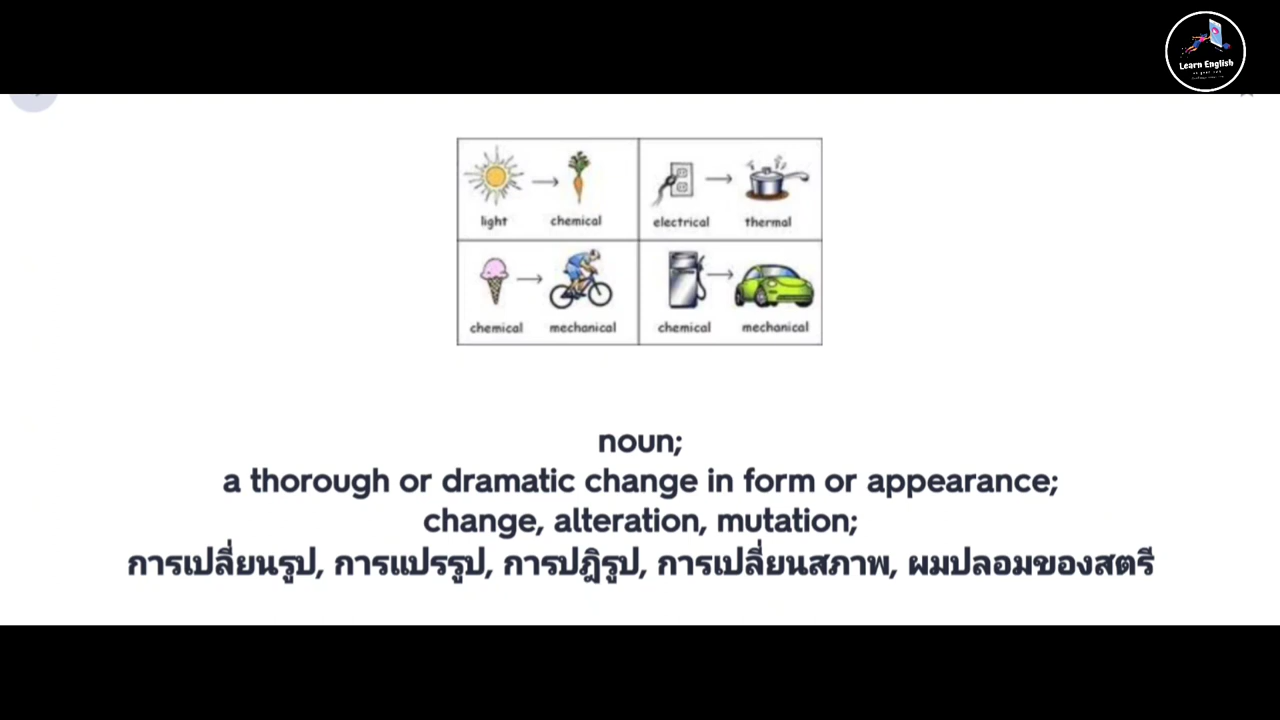 Learn English
light chemical
electrical thermal
chemical mechanical
chemical mechanical
noun;
a thorough or dramatic change in form or appearance;
change, alteration, mutation;
การเปลี่ยนรูป, การแปรรูป, การปฎิรูป, การเปลี่ยนสภาพ, ผมปลอมของสตรี